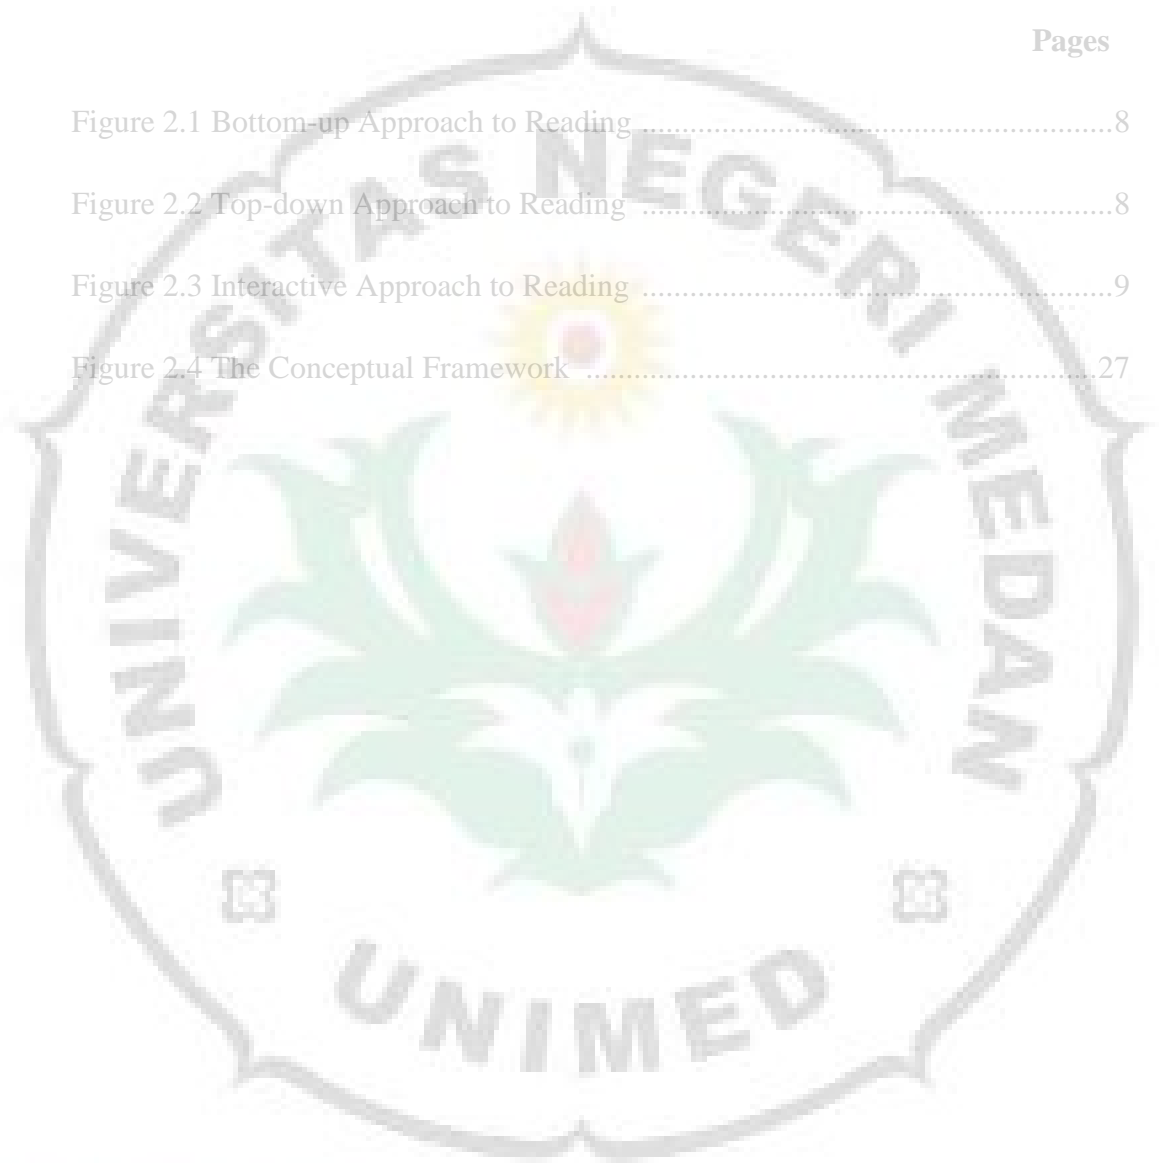 Pages
Figure 2.1 Bottom-up Approach to Reading ........................................................... 8
Figure 2.2 Top-down Approach to Reading ........................................................... 8
Figure 2.3 Interactive Approach to Reading ........................................................... 9
Figure 2.4 The Conceptual Framework ................................................................. 27
UNIVERSITAS NEGERI MEDAN
UNIMED